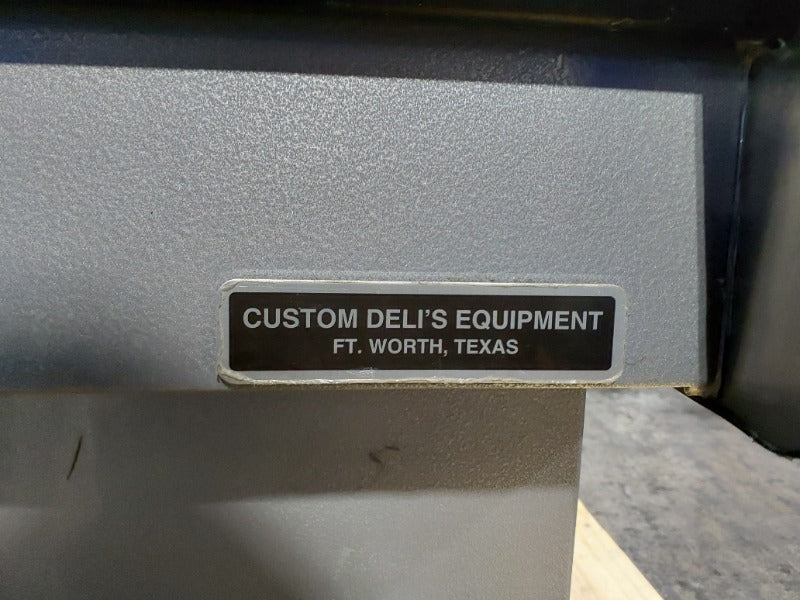 CUSTOM DELI'S EQUIPMENT
FT. WORTH, TEXAS